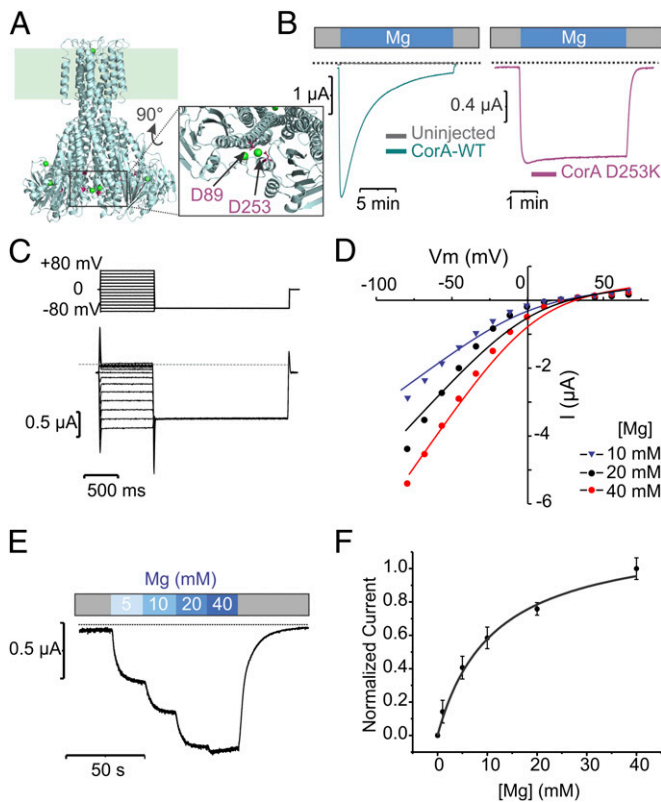 A
90°
D89
D253
B
Mg
Mg
1 µA
0.4 µA
Uninjected
CorA-WT
CorA D253K
5 min
1 min
C
+80 mV
0
-80 mV
0.5 µA
500 ms
D
Vm (mV)
-100 -50 0 50
-2
-4
-6
I (µA)
[Mg]
10 mM
20 mM
40 mM
E
Mg (mM)
5 10 20 40
0.5 µA
50 s
F
Normalized Current
1.0
0.8
0.6
0.4
0.2
0.0
0 10 20 30 40
[Mg] (mM)